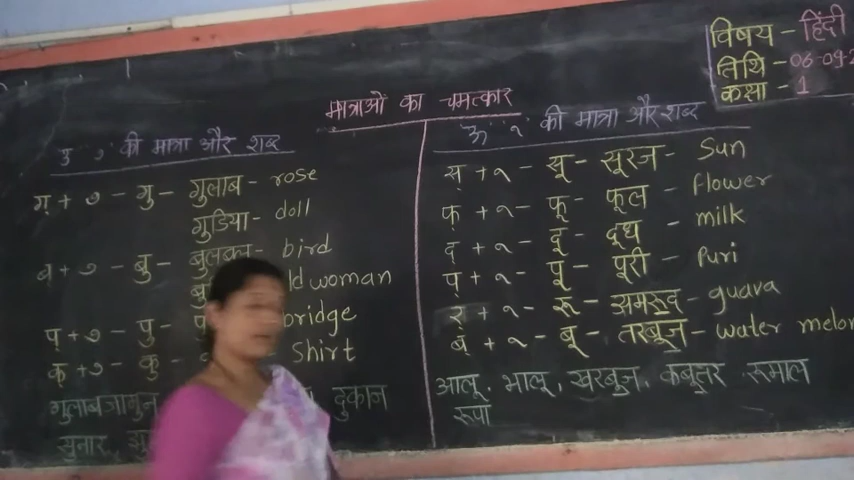 विषय - हिंदी
तिथि - 06-09-2
कक्षा - 1
मात्राओं का चमत्कार
उ ु की मात्रा और शब्द
ग् + ु - गु - गुलाब - rose
गुडिया - doll
ब + ु - बु - बुलबुल - bird
woman
प् + ु - पु - bridge
क् + ु - कु - Shirt
गुलाबजामुन दुकान
सुनार,
ऊ ू की मात्रा और शब्द
स् + ू - सू - सूरज - Sun
फ् + ू - फू - फूल - flower
द् + ू - दू - दूध - milk
प् + ू - पू - पूरी - Puri
र् + ू - रू - अमरूद - guava
ब् + ू - बू - तरबूज - water melon
आलू, भालू, खरबूज, कबूतर, रूमाल
रूपा